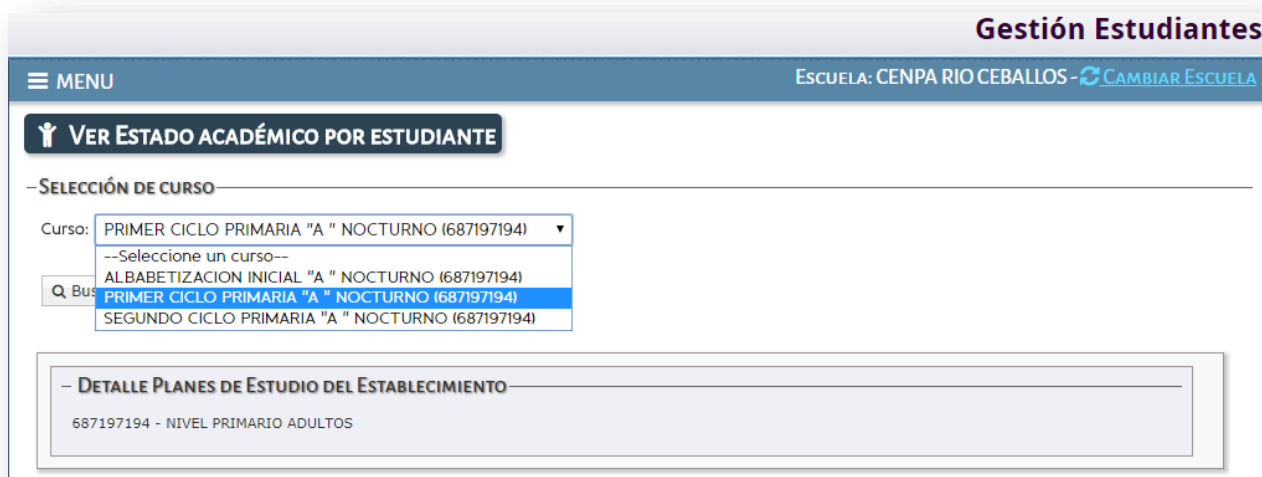 Gestión Estudiantes
MENU
ESCUELA: CENPA RIO CEBALLOS - CAMBIAR ESCUELA
VER ESTADO ACADÉMICO POR ESTUDIANTE
SELECCIÓN DE CURSO
Curso: PRIMER CICLO PRIMARIA "A " NOCTURNO (687197194)
--Seleccione un curso--
ALBABETIZACION INICIAL "A " NOCTURNO (687197194)
PRIMER CICLO PRIMARIA "A " NOCTURNO (687197194)
SEGUNDO CICLO PRIMARIA "A " NOCTURNO (687197194)
Bus
DETALLE PLANES DE ESTUDIO DEL ESTABLECIMIENTO
687197194 - NIVEL PRIMARIO ADULTOS